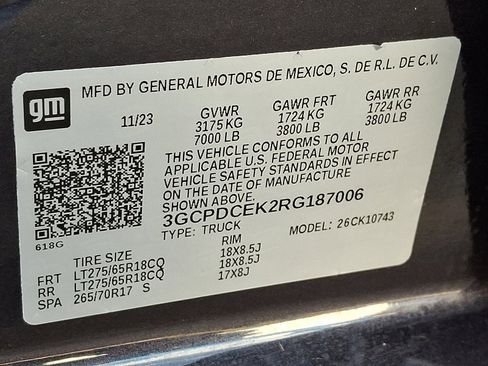 gm
MFD BY GENERAL MOTORS DE MEXICO, S. DE R.L. DE C.V.
11/23 GVWR GAWR FRT GAWR RR
3175 KG 1724 KG 1724 KG
7000 LB 3800 LB 3800 LB
THIS VEHICLE CONFORMS TO ALL
APPLICABLE U.S. FEDERAL MOTOR
VEHICLE SAFETY STANDARDS IN EFFECT
ON THE DATE OF MANUFACTURE
SHOWN ABOVE.
3GCPDCEK2RG187006
618G TYPE: TRUCK MODEL: 26CK10743
TIRE SIZE RIM
FRT LT275/65R18CQ 18X8.5J
RR LT275/65R18CQ 18X8.5J
SPA 265/70R17 S 17X8J